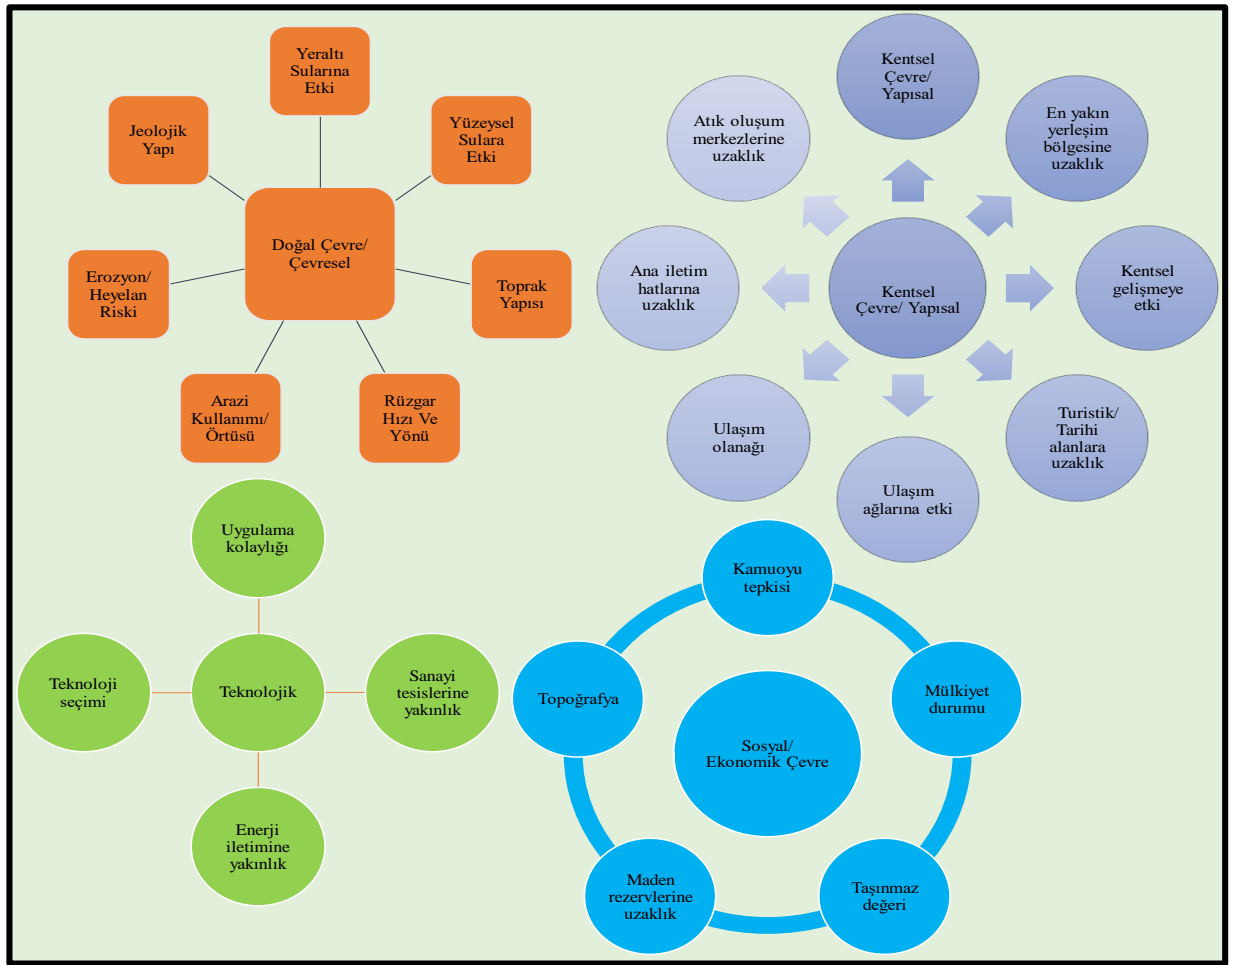 Yeraltı
Sularına
Etki
Jeolojik
Yapı
Yüzeysel
Sulara
Etki
Doğal Çevre/
Çevresel
Erozyon/
Heyelan
Riski
Toprak
Yapısı
Arazi
Kullanımı/
Örtüsü
Rüzgar
Hızı Ve
Yönü
Kentsel
Çevre/
Yapısal
Atık oluşum
merkezlerine
uzaklık
En yakın
yerleşim
bölgesine
uzaklık
Ana iletim
hatlarına
uzaklık
Kentsel
Çevre/ Yapısal
Kentsel
gelişmeye
etki
Ulaşım
olanağı
Turistik/
Tarihi
alanlara
uzaklık
Ulaşım
ağlarına etki
Uygulama
kolaylığı
Teknoloji
seçimi
Teknolojik
Sanayi
tesislerine
yakınlık
Enerji
iletimine
yakınlık
Kamuoyu
tepkisi
Topoğrafya
Mülkiyet
durumu
Sosyal/
Ekonomik Çevre
Maden
rezervlerine
uzaklık
Taşınmaz
değeri